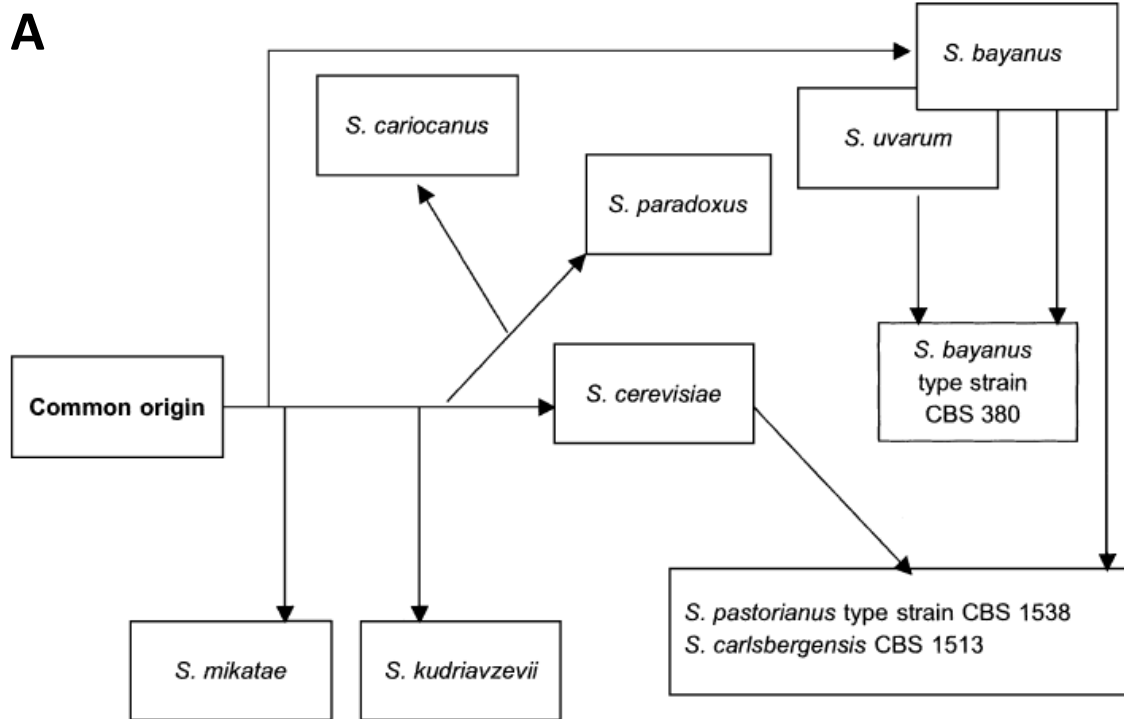 A
S. bayanus
S. cariocanus
S. uvarum
S. paradoxus
S. bayanus
type strain
CBS 380
Common origin
S. cerevisiae
S. pastorianus type strain CBS 1538
S. carlsbergensis CBS 1513
S. mikatae
S. kudriavzevii